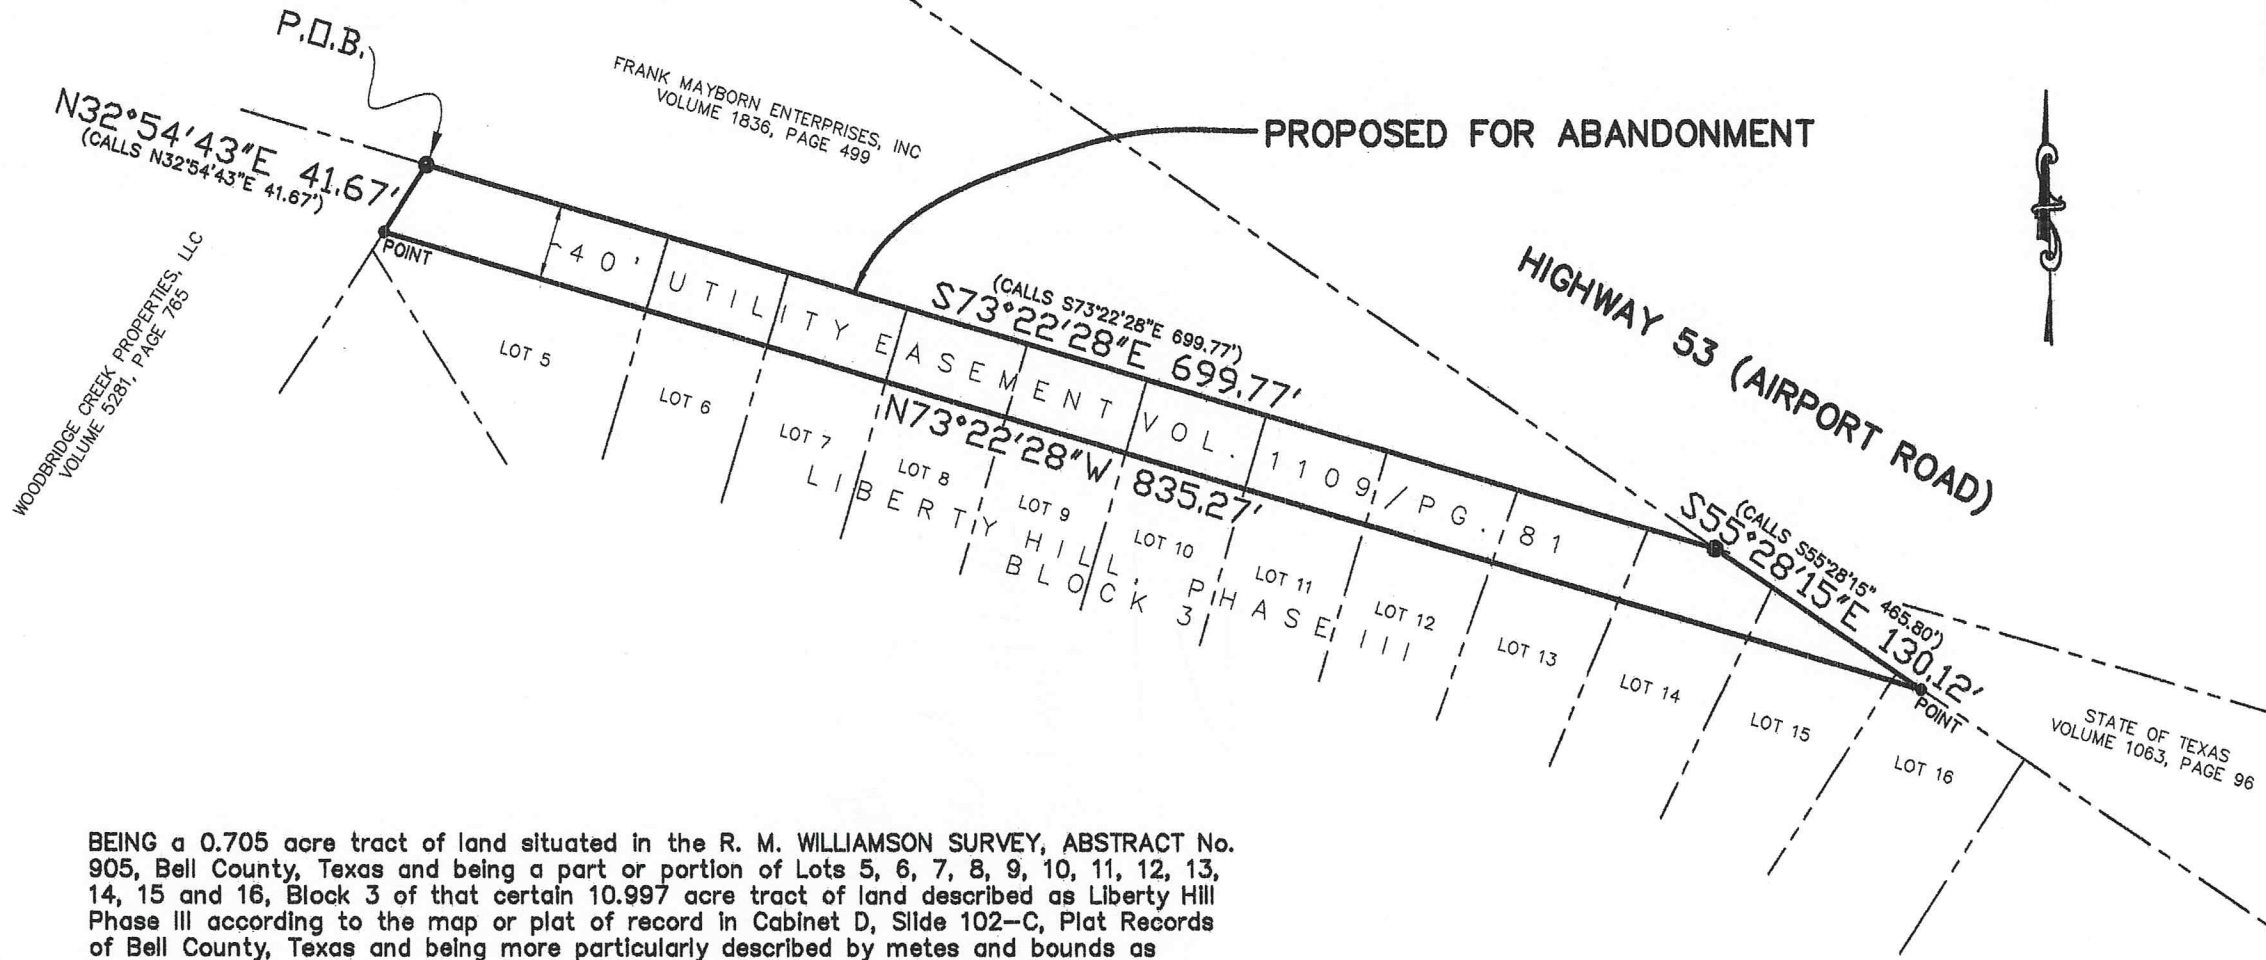 P.O.B.
FRANK MAYBORN ENTERPRISES, INC
VOLUME 1836, PAGE 499
N32°54'43"E 41.67'
(CALLS N32°54'43"E 41.67')
PROPOSED FOR ABANDONMENT
POINT
WOODBRIDGE CREEK PROPERTIES, LLC
VOLUME 5281, PAGE 765
HIGHWAY 53 (AIRPORT ROAD)
40' UTILITY EASEMENT VOL. 1109/PG. 81
(CALLS S73°22'28"E 699.77')
S73°22'28"E 699.77'
N73°22'28"W 835.27'
(CALLS S55°28'15" 465.80')
S55°28'15"E 130.12'
POINT
LOT 5
LOT 6
LOT 7
LOT 8
LOT 9
LOT 10
LOT 11
LOT 12
LOT 13
LOT 14
LOT 15
LOT 16
LIBERTY HILL, PHASE III
BLOCK 3
STATE OF TEXAS
VOLUME 1063, PAGE 96
BEING a 0.705 acre tract of land situated in the R. M. WILLIAMSON SURVEY, ABSTRACT No.
905, Bell County, Texas and being a part or portion of Lots 5, 6, 7, 8, 9, 10, 11, 12, 13,
14, 15 and 16, Block 3 of that certain 10.997 acre tract of land described as Liberty Hill
Phase III according to the map or plat of record in Cabinet D, Slide 102-C, Plat Records
of Bell County, Texas and being more particularly described by metes and bounds as